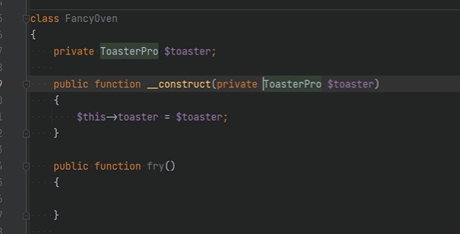 class FancyOven
{
private ToasterPro $toaster;
public function __construct(private ToasterPro $toaster)
{
$this->toaster = $toaster;
}
public function fry()
{
}